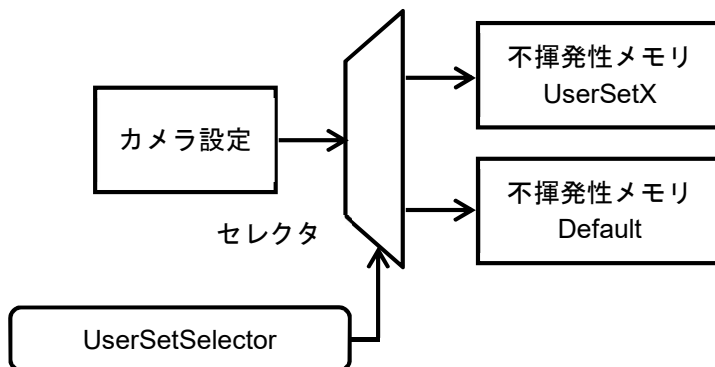 不揮発性メモリ
UserSetX
カメラ設定
不揮発性メモリ
Default
セレクタ
UserSetSelector